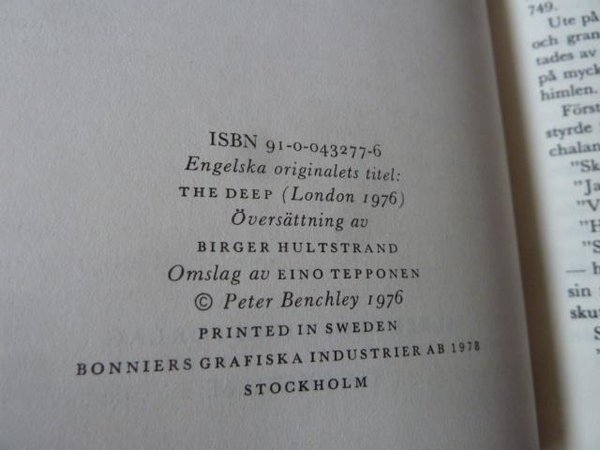 ISBN 91-0-043277-6
Engelska originalets titel:
THE DEEP (London 1976)
Översättning av
BIRGER HULTSTRAND
Omslag av EINO TEPPONEN
© Peter Benchley 1976
PRINTED IN SWEDEN
BONNIERS GRAFISKA INDUSTRIER AB 1978
STOCKHOLM
749.
Ute på
och gran
tades av
på myck
himlen.
Först
styrde
chalan
"Sk
"Ja
"V
"H
"S
— h
sin
sku
S
"